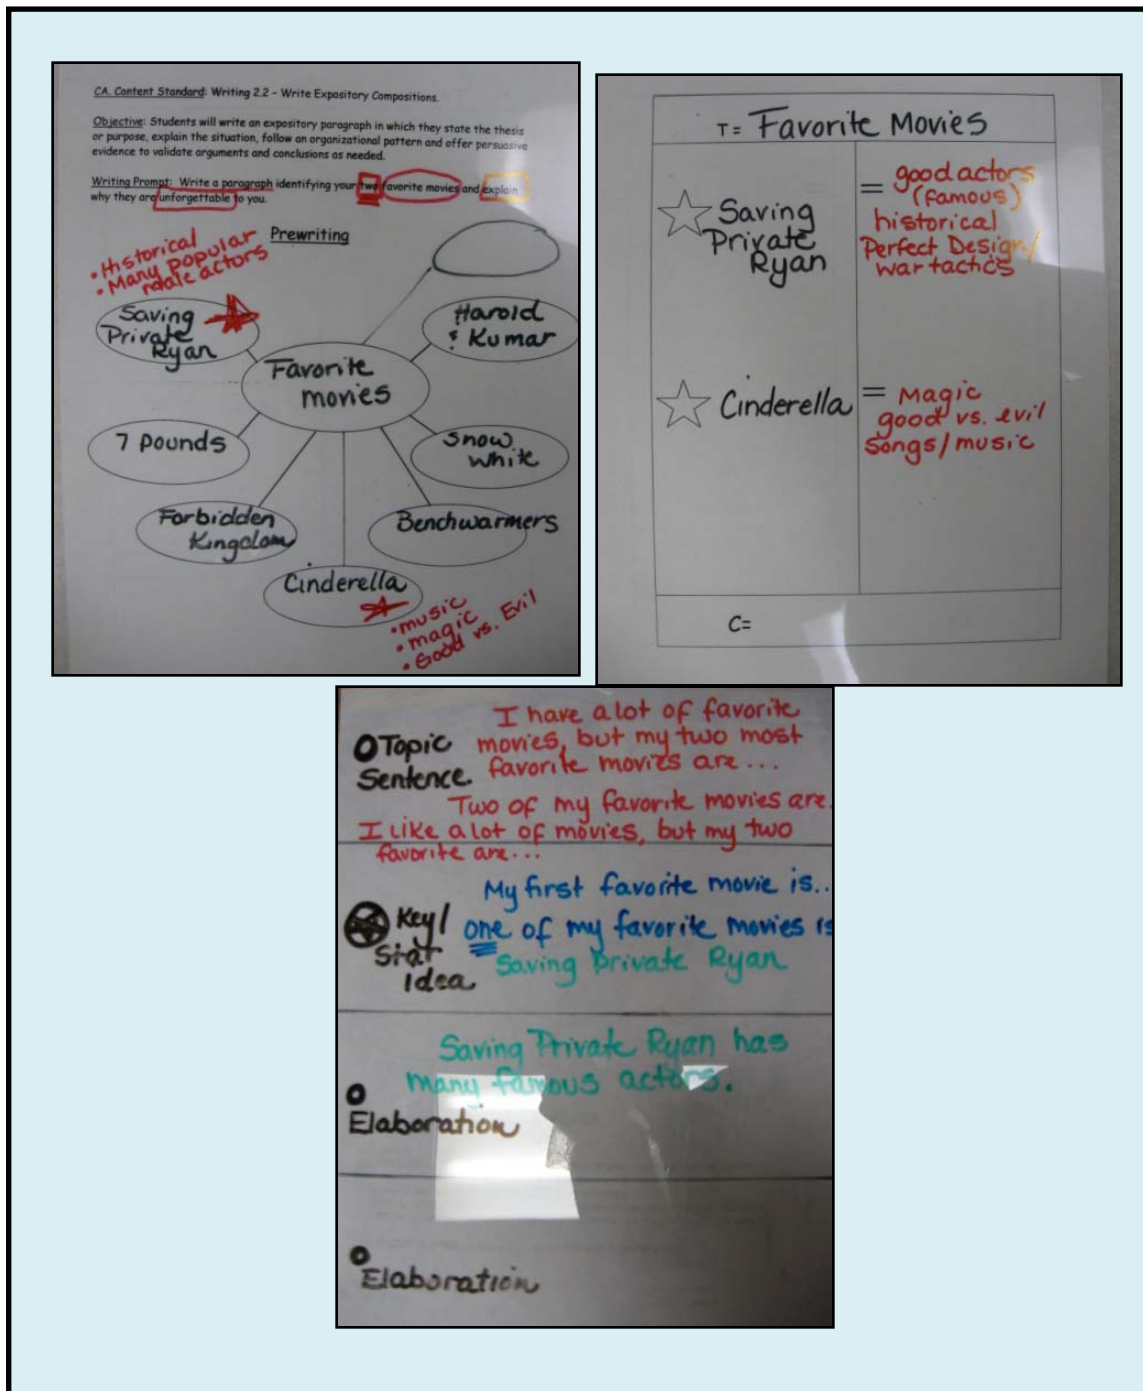 CA. Content Standard: Writing 2.2 – Write Expository Compositions.
Objective: Students will write an expository paragraph in which they state the thesis
or purpose, explain the situation, follow an organizational pattern and offer persuasive
evidence to validate arguments and conclusions as needed.
Writing Prompt: Write a paragraph identifying your two favorite movies and explain
why they are unforgettable to you.
Prewriting
• Historical
• Many popular
male actors
Saving
Private
Ryan
Harold
& Kumar
Favorite
movies
7 pounds
Snow
White
Forbidden
Kingdom
Benchwarmers
Cinderella
• music
• magic
• Good vs. Evil
T= Favorite Movies
Saving
Private
Ryan
= good actors
(famous)
historical
Perfect Design/
war tactics
Cinderella
= Magic
good vs. evil
Songs/music
C=
Topic
Sentence.
I have a lot of favorite
movies, but my two most
favorite movies are...
Two of my favorite movies are.
I like a lot of movies, but my two
favorite are...
Key/
Star
Idea
My first favorite movie is..
one of my favorite movies is
Saving Private Ryan
Saving Private Ryan has
many famous actors.
Elaboration
Elaboration